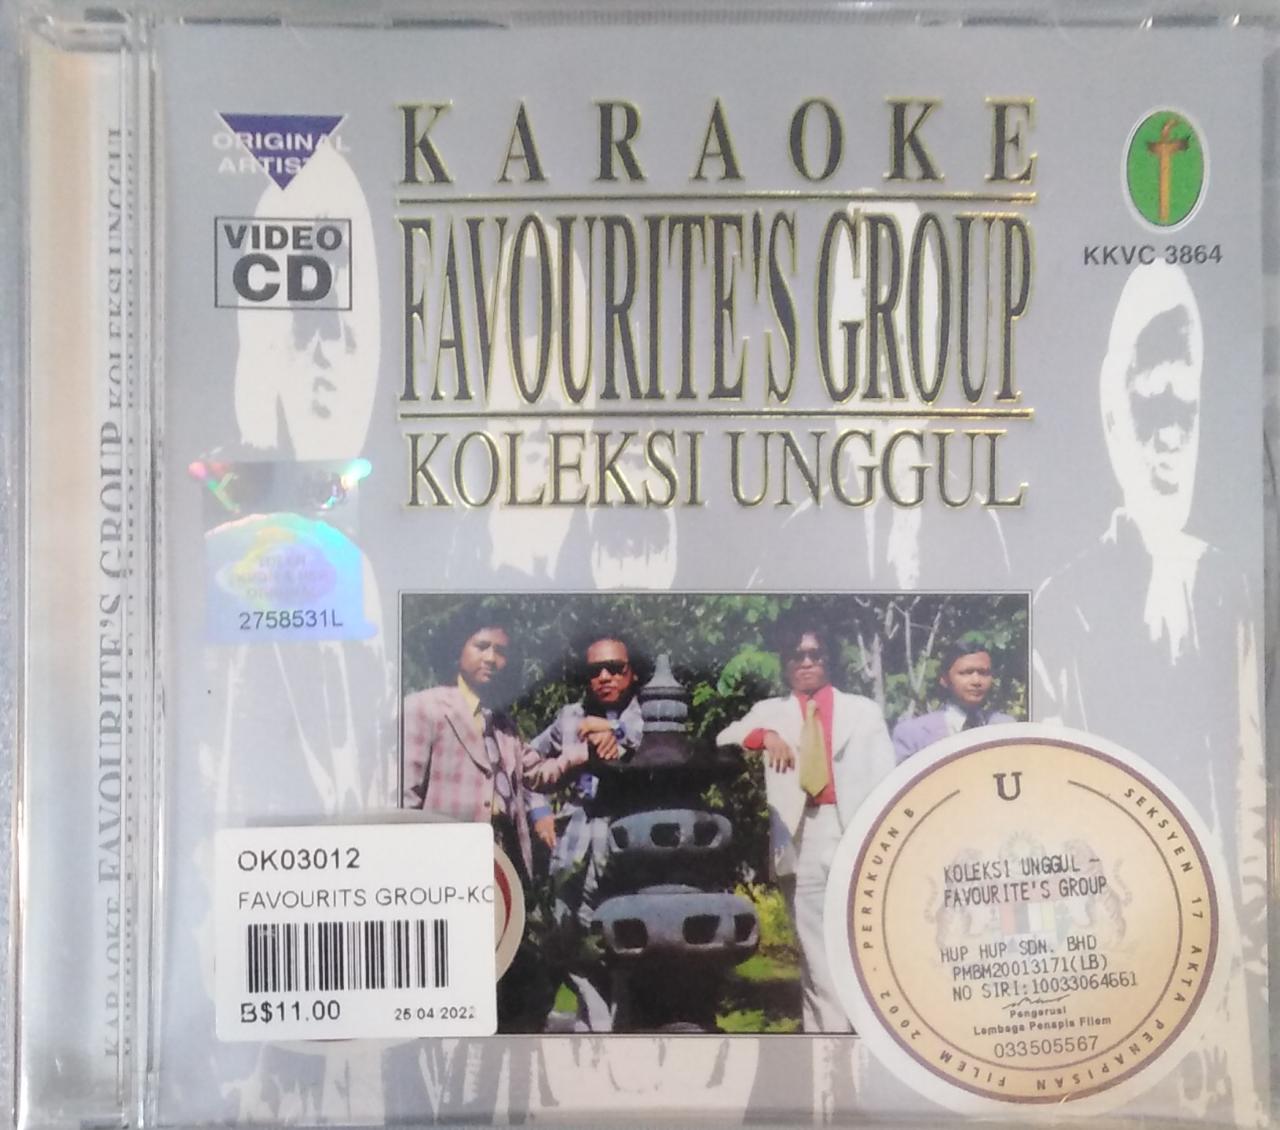 ORIGINAL
ARTIST
VIDEO
CD
KARAOKE
FAVOURITE'S GROUP
KOLEKSI UNGGUL
KKVC 3864
KARAOKE FAVOURITE'S GROUP KOLEKSI UNGGUL
2758531L
OK03012
FAVOURITS GROUP-KO
B$11.00
25 04 2022
U
PERAKUAN B
SEKSYEN 17 AKTA PENAPISAN FILEM 2002
KOLEKSI UNGGUL -
FAVOURITE'S GROUP
HUP HUP SDN. BHD
PMBM20013171(LB)
NO SIRI:10033064661
Pengerusi
Lembaga Penapis Filem
033505567